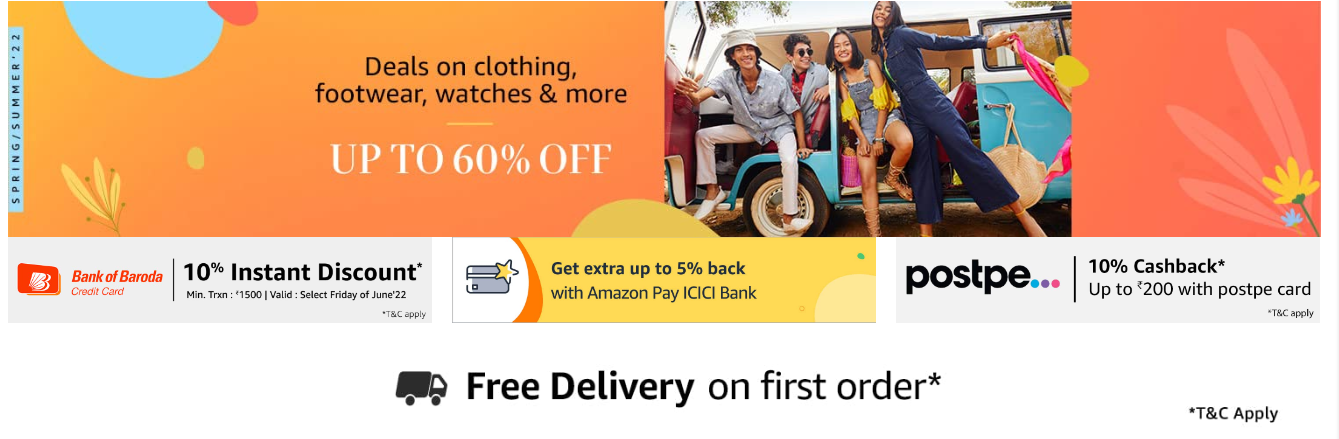 SPRING/SUMMER'22
Deals on clothing,
footwear, watches & more
UP TO 60% OFF
Bank of Baroda
Credit Card
10% Instant Discount*
Min. Trxn : ₹1500 | Valid : Select Friday of June'22
*T&C apply
Get extra up to 5% back
with Amazon Pay ICICI Bank
postpe...
10% Cashback*
Up to ₹200 with postpe card
*T&C apply
Free Delivery on first order*
*T&C Apply